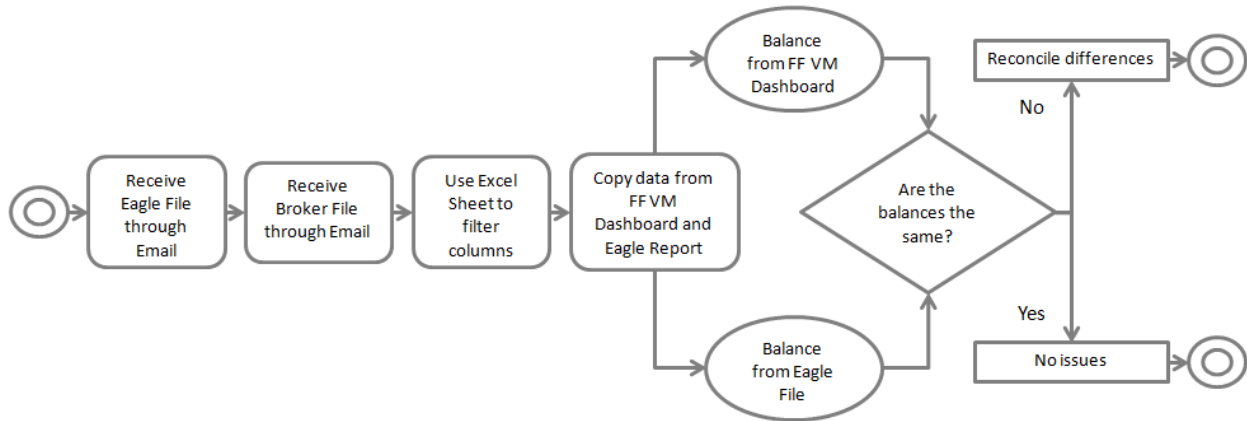 Receive
Eagle File
through
Email
Receive
Broker File
through Email
Use Excel
Sheet to
filter
columns
Copy data from
FF VM
Dashboard and
Eagle Report
Balance
from FF VM
Dashboard
Balance
from Eagle
File
Are the
balances the
same?
No
Reconcile differences
Yes
No issues